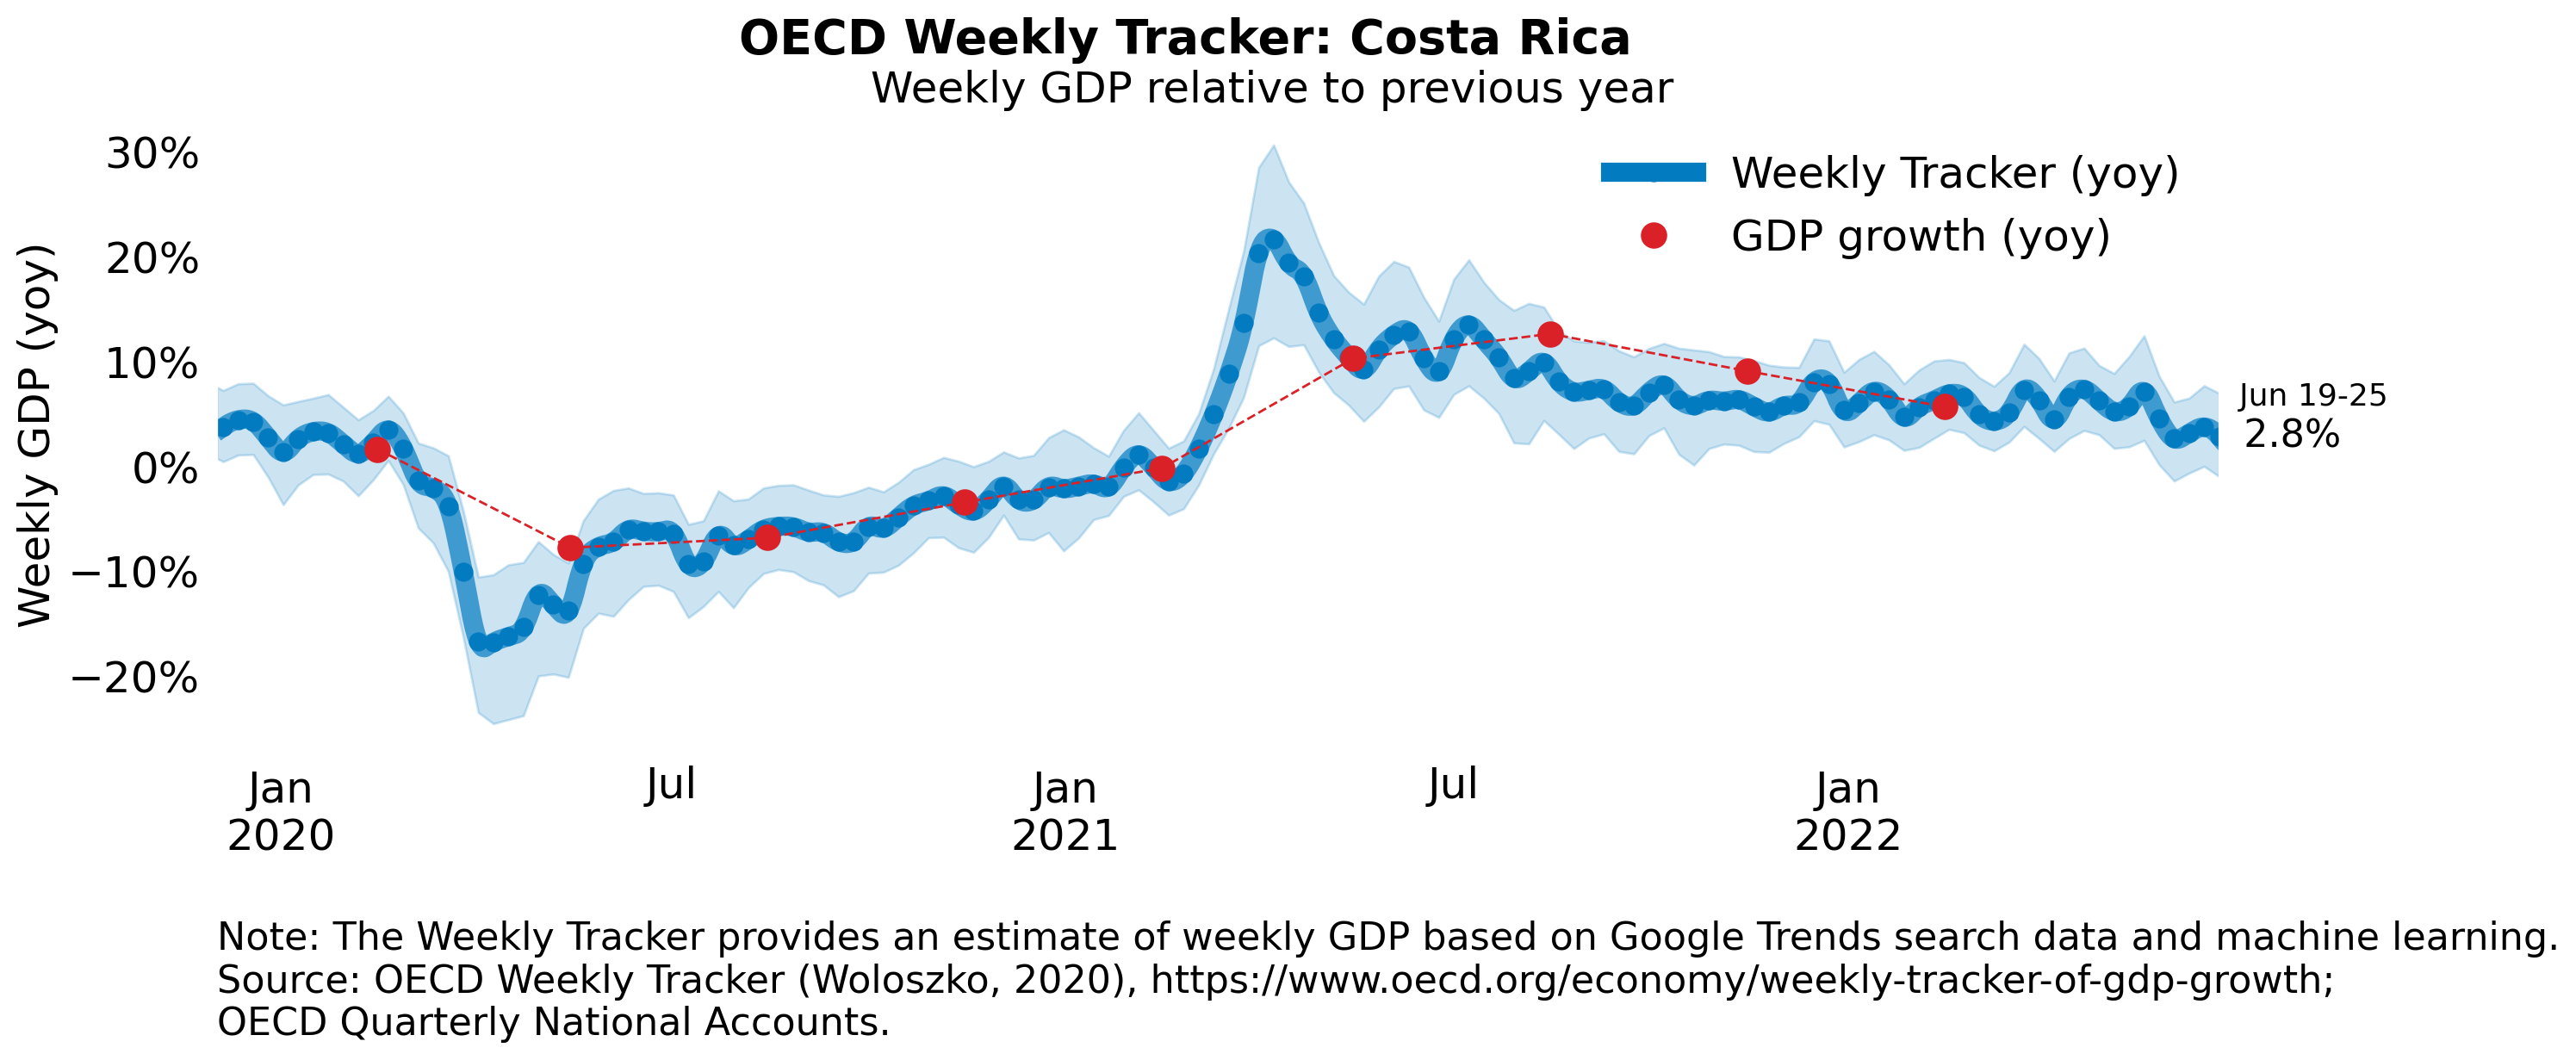 OECD Weekly Tracker: Costa Rica
Weekly GDP relative to previous year
Weekly GDP (yoy)
30%
20%
10%
0%
−10%
−20%
Weekly Tracker (yoy)
GDP growth (yoy)
Jun 19-25
2.8%
Jan
2020
Jul
Jan
2021
Jul
Jan
2022
Note: The Weekly Tracker provides an estimate of weekly GDP based on Google Trends search data and machine learning.
Source: OECD Weekly Tracker (Woloszko, 2020), https://www.oecd.org/economy/weekly-tracker-of-gdp-growth;
OECD Quarterly National Accounts.